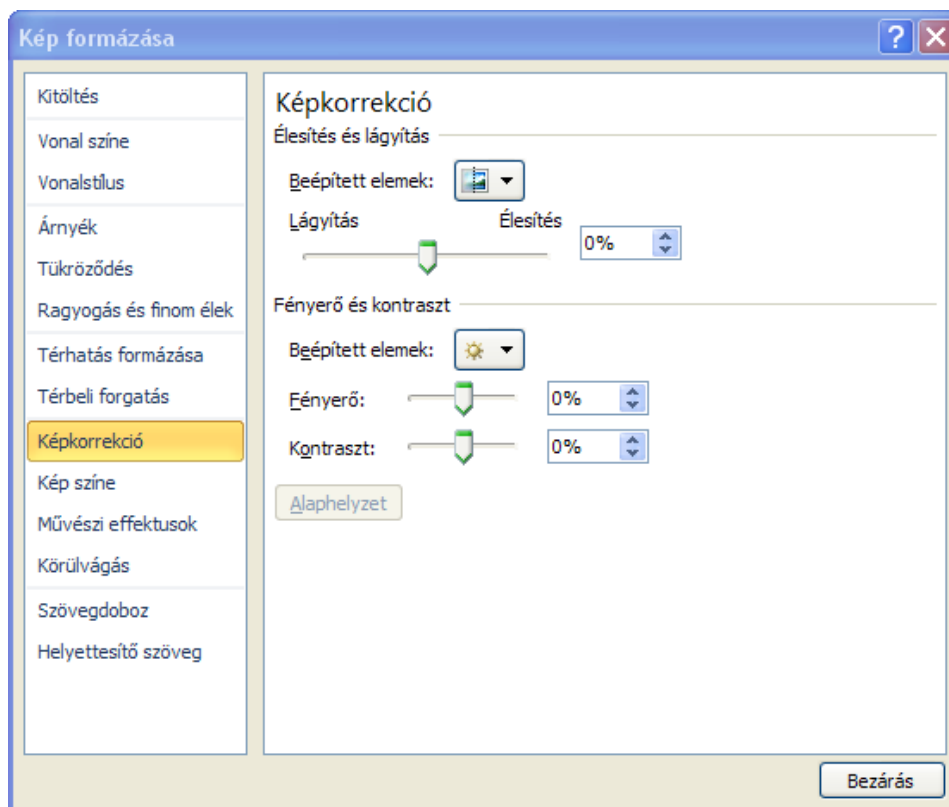 Kép formázása
Kitöltés
Vonal színe
Vonalstílus
Árnyék
Tükröződés
Ragyogás és finom élek
Térhatás formázása
Térbeli forgatás
Képkorrekció
Kép színe
Művészi effektusok
Körülvágás
Szövegdoboz
Helyettesítő szöveg
Képkorrekció
Élesítés és lágyítás
Beépített elemek:
Lágyítás Élesítés
0%
Fényerő és kontraszt
Beépített elemek:
Fényerő: 0%
Kontraszt: 0%
Alaphelyzet
Bezárás